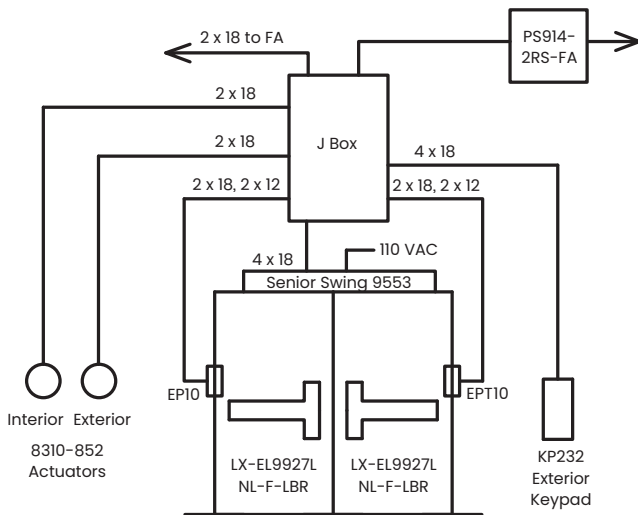 2 x 18 to FA
PS914-
2RS-FA
2 x 18
J Box
2 x 18
4 x 18
2 x 18, 2 x 12
2 x 18, 2 x 12
110 VAC
4 x 18
Senior Swing 9553
EP10
EPT10
Interior
Exterior
8310-852
Actuators
LX-EL9927L
NL-F-LBR
LX-EL9927L
NL-F-LBR
KP232
Exterior
Keypad